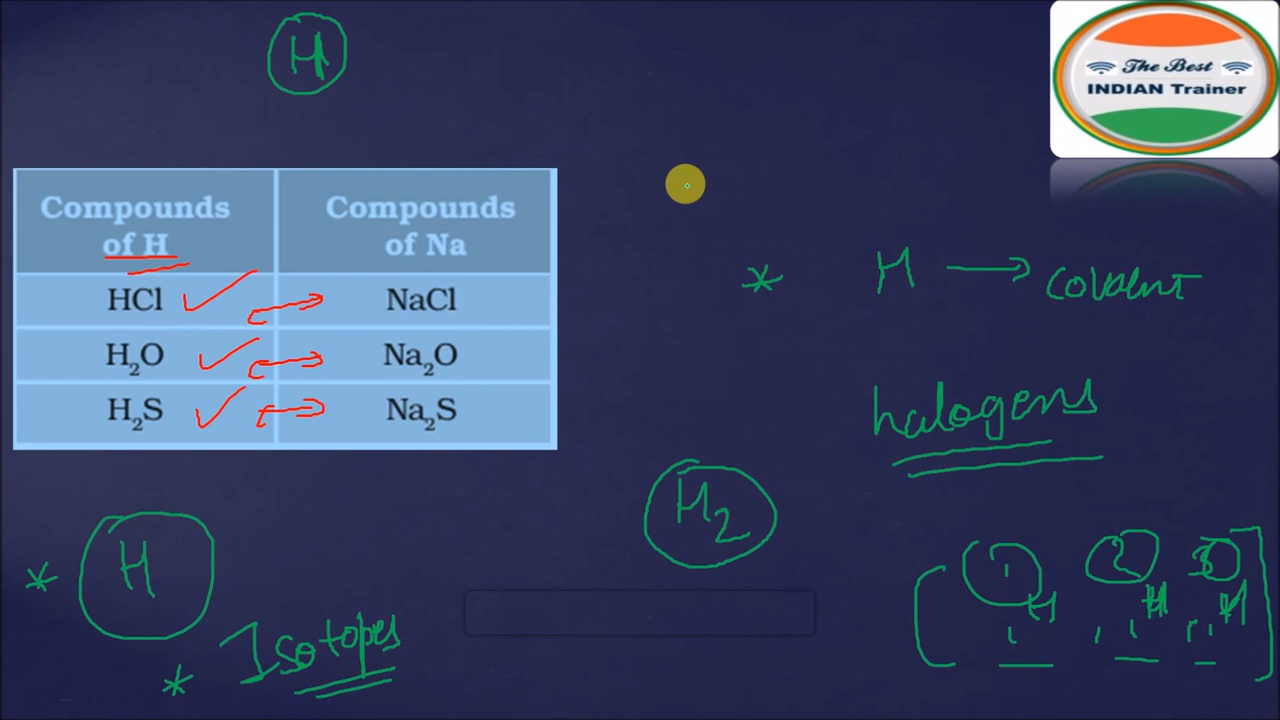 H
The Best
INDIAN Trainer
Compounds of H
Compounds of Na
HCl
NaCl
H₂O
Na₂O
H₂S
Na₂S
* H → covalent
halogens
H₂
* H
* Isotopes
1 2 3
H H H